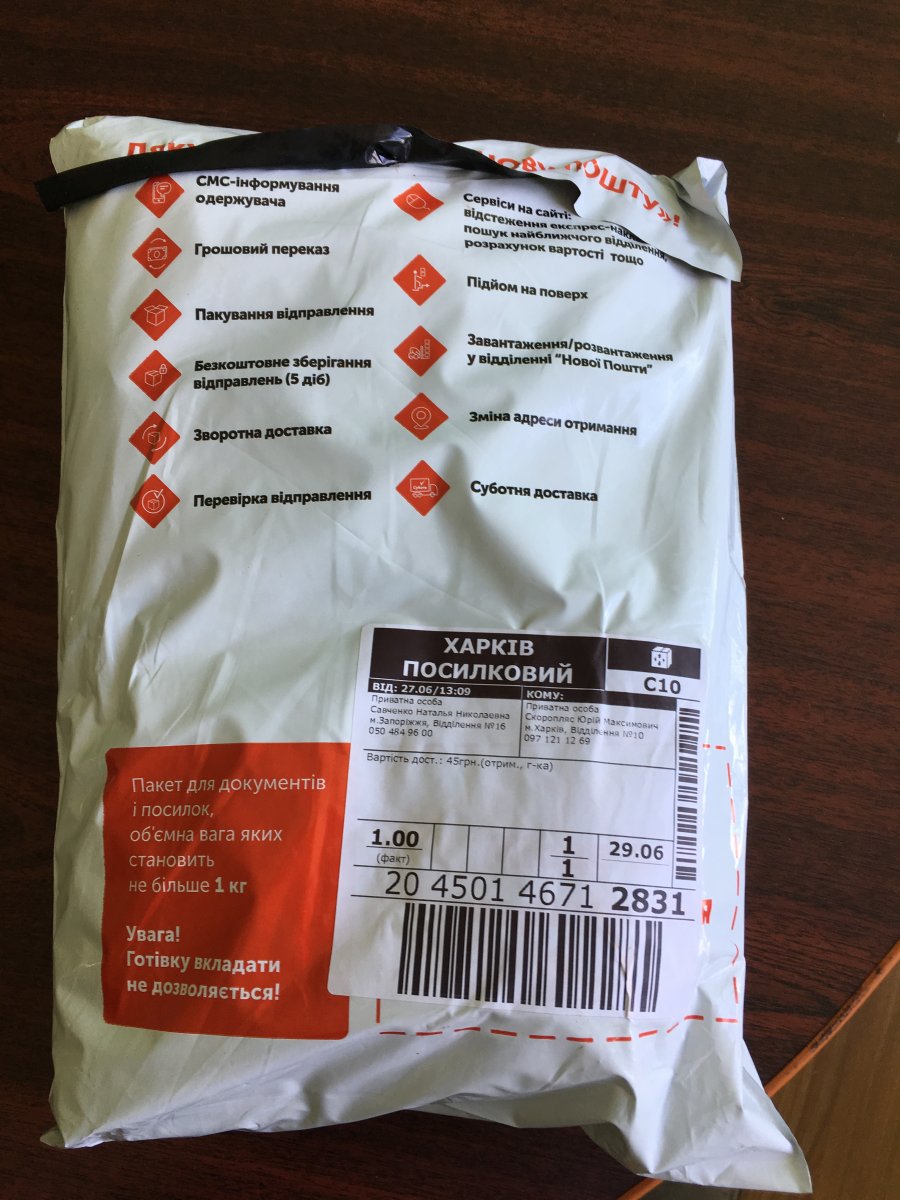 пошту»!
СМС-інформування
одержувача
Грошовий переказ
Пакування відправлення
Безкоштовне зберігання
відправлень (5 діб)
Зворотна доставка
Перевірка відправлення
Сервіси на сайті:
відстеження
пошук найближчого відділення,
розрахунок вартості тощо
Підйом на поверх
Завантаження/розвантаження
у відділенні "Нової Пошти"
Зміна адреси отримання
Субота
Суботня доставка
ХАРКІВ
ПОСИЛКОВИЙ
С10
ВІД: 27.06/13:09
Приватна особа
Савченко Наталья Николаевна
м.Запоріжжя, Відділення №16
050 484 96 00
КОМУ:
Приватна особа
Скоропляс Юрій Максимович
м.Харків, Відділення №10
097 121 12 69
Вартість дост.: 45грн.(отрим., г-ка)
1.00
(факт)
1
1
29.06
20 4501 4671 2831
Пакет для документів
і посилок,
об'ємна вага яких
становить
не більше 1 кг
Увага!
Готівку вкладати
не дозволяється!